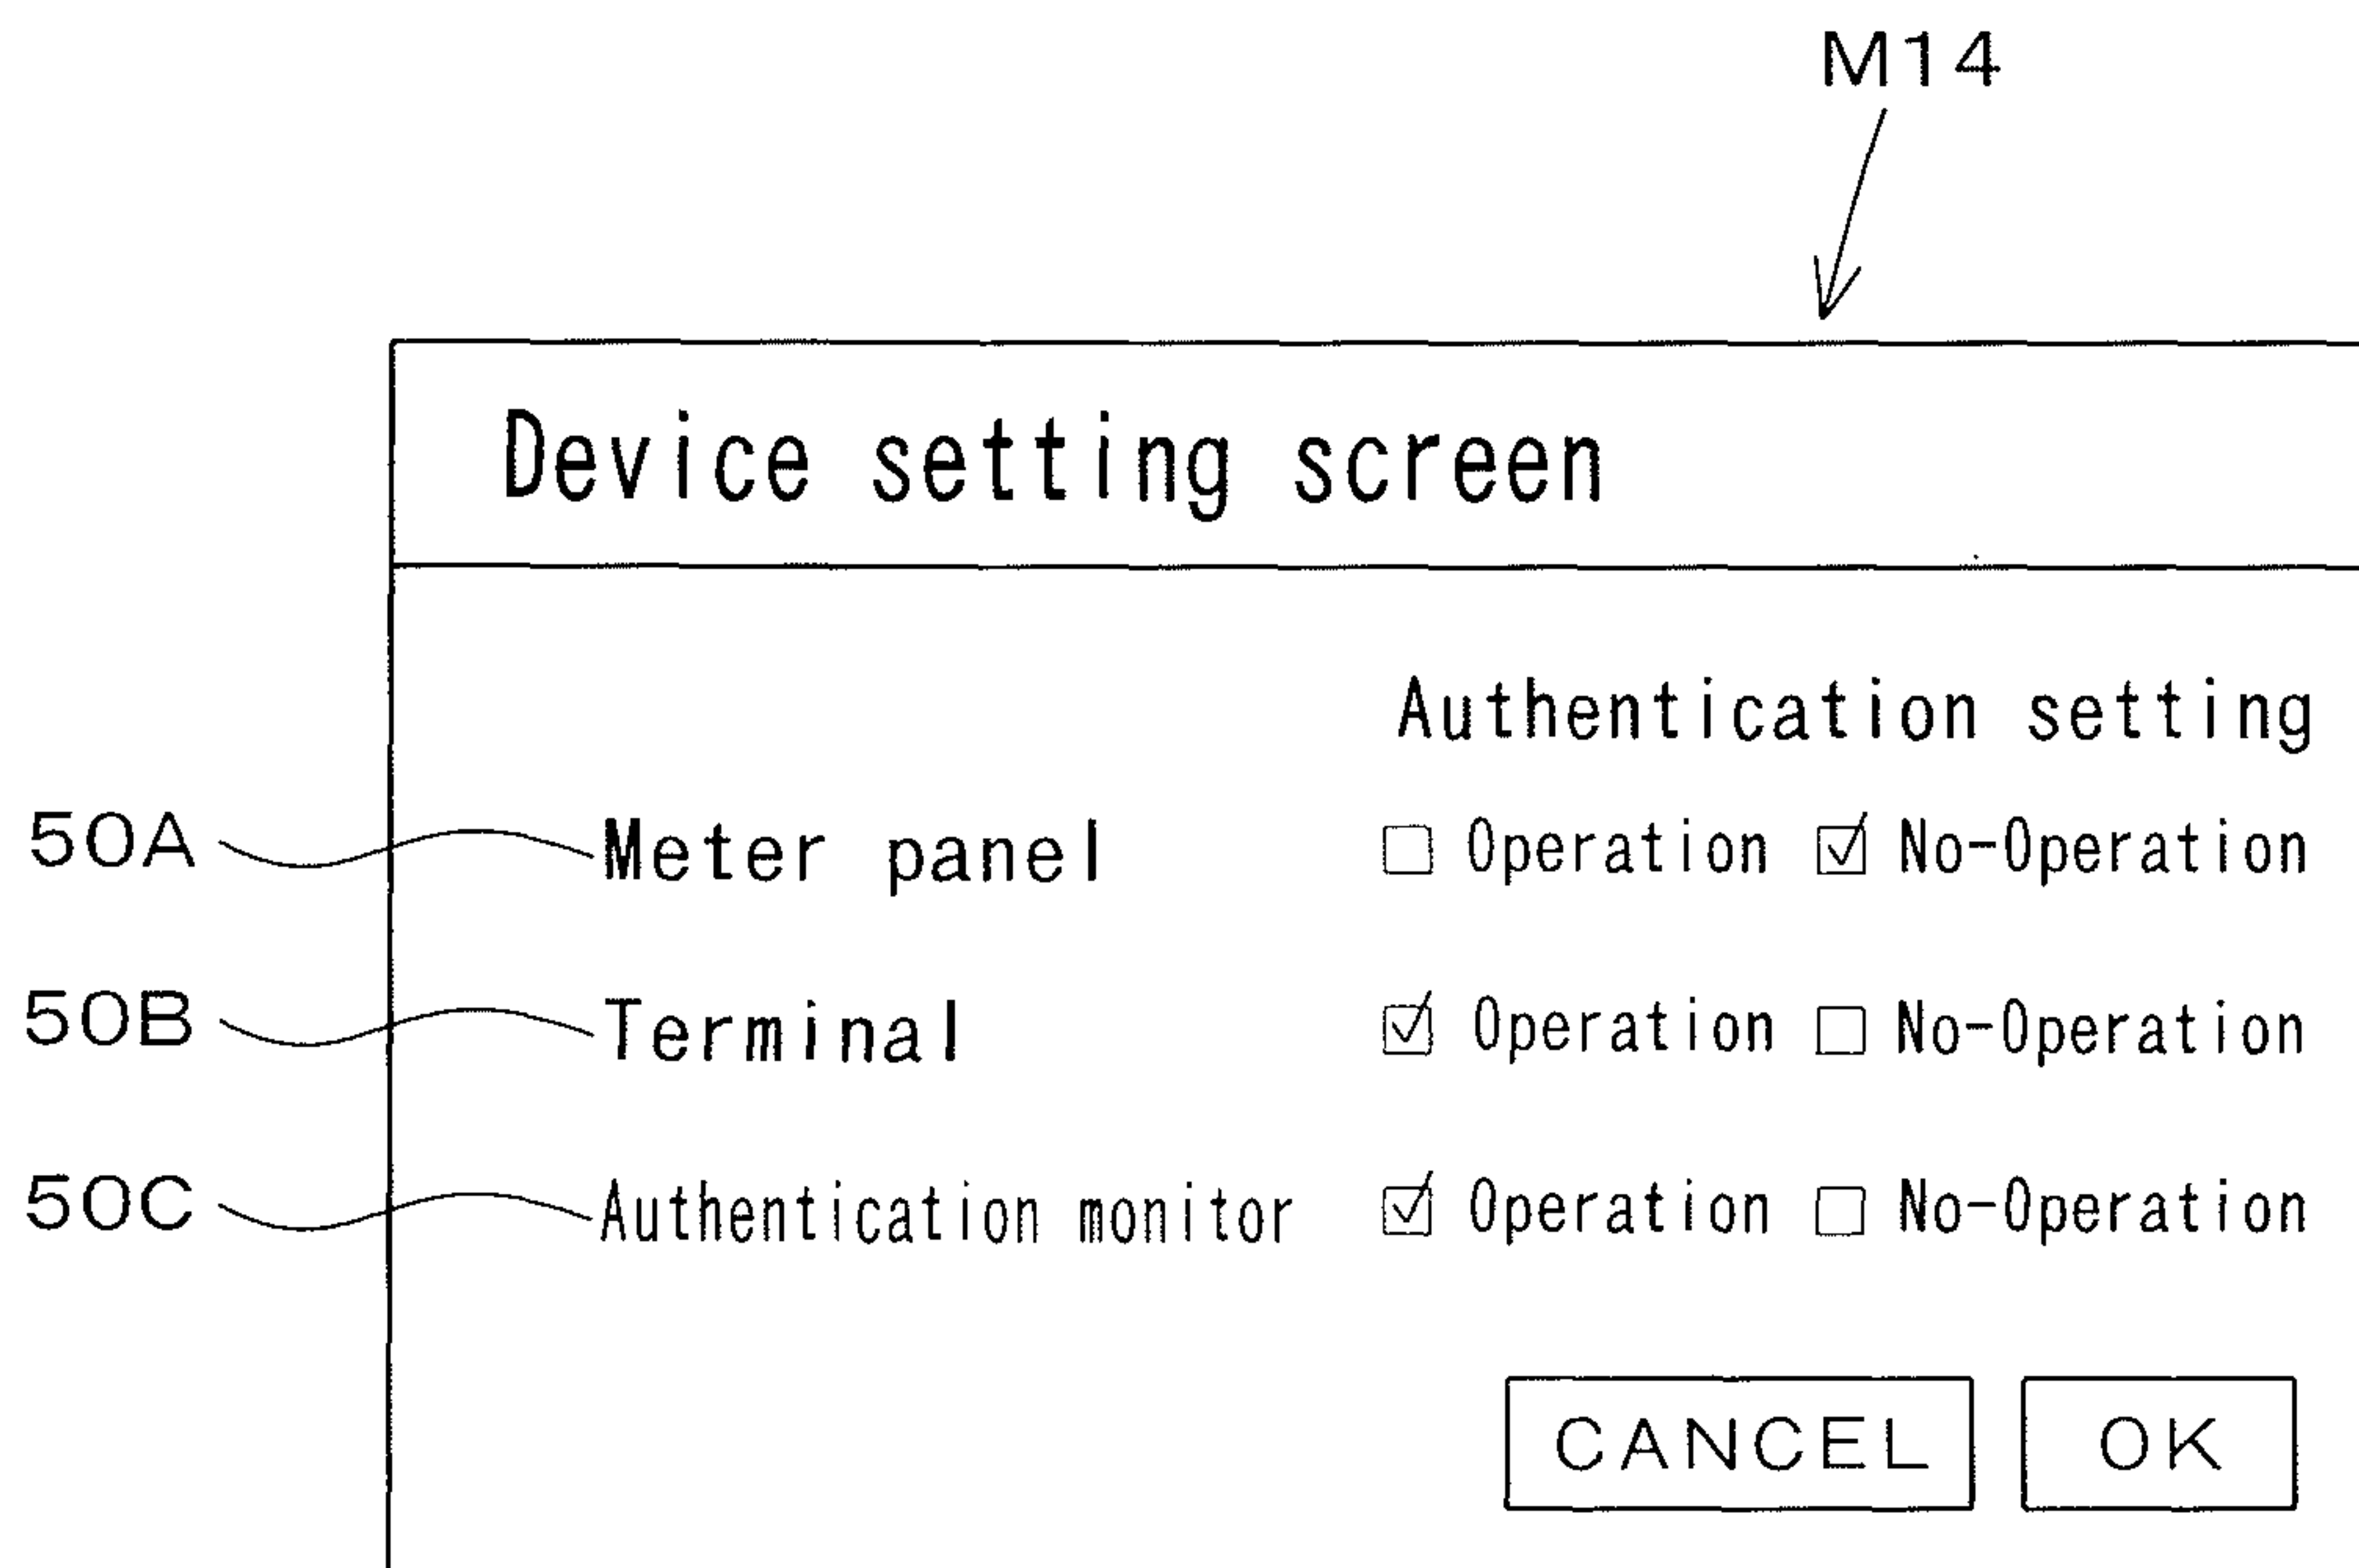 M14
Device setting screen
Authentication setting
50A Meter panel Operation No-Operation
50B Terminal Operation No-Operation
50C Authentication monitor Operation No-Operation
CANCEL OK